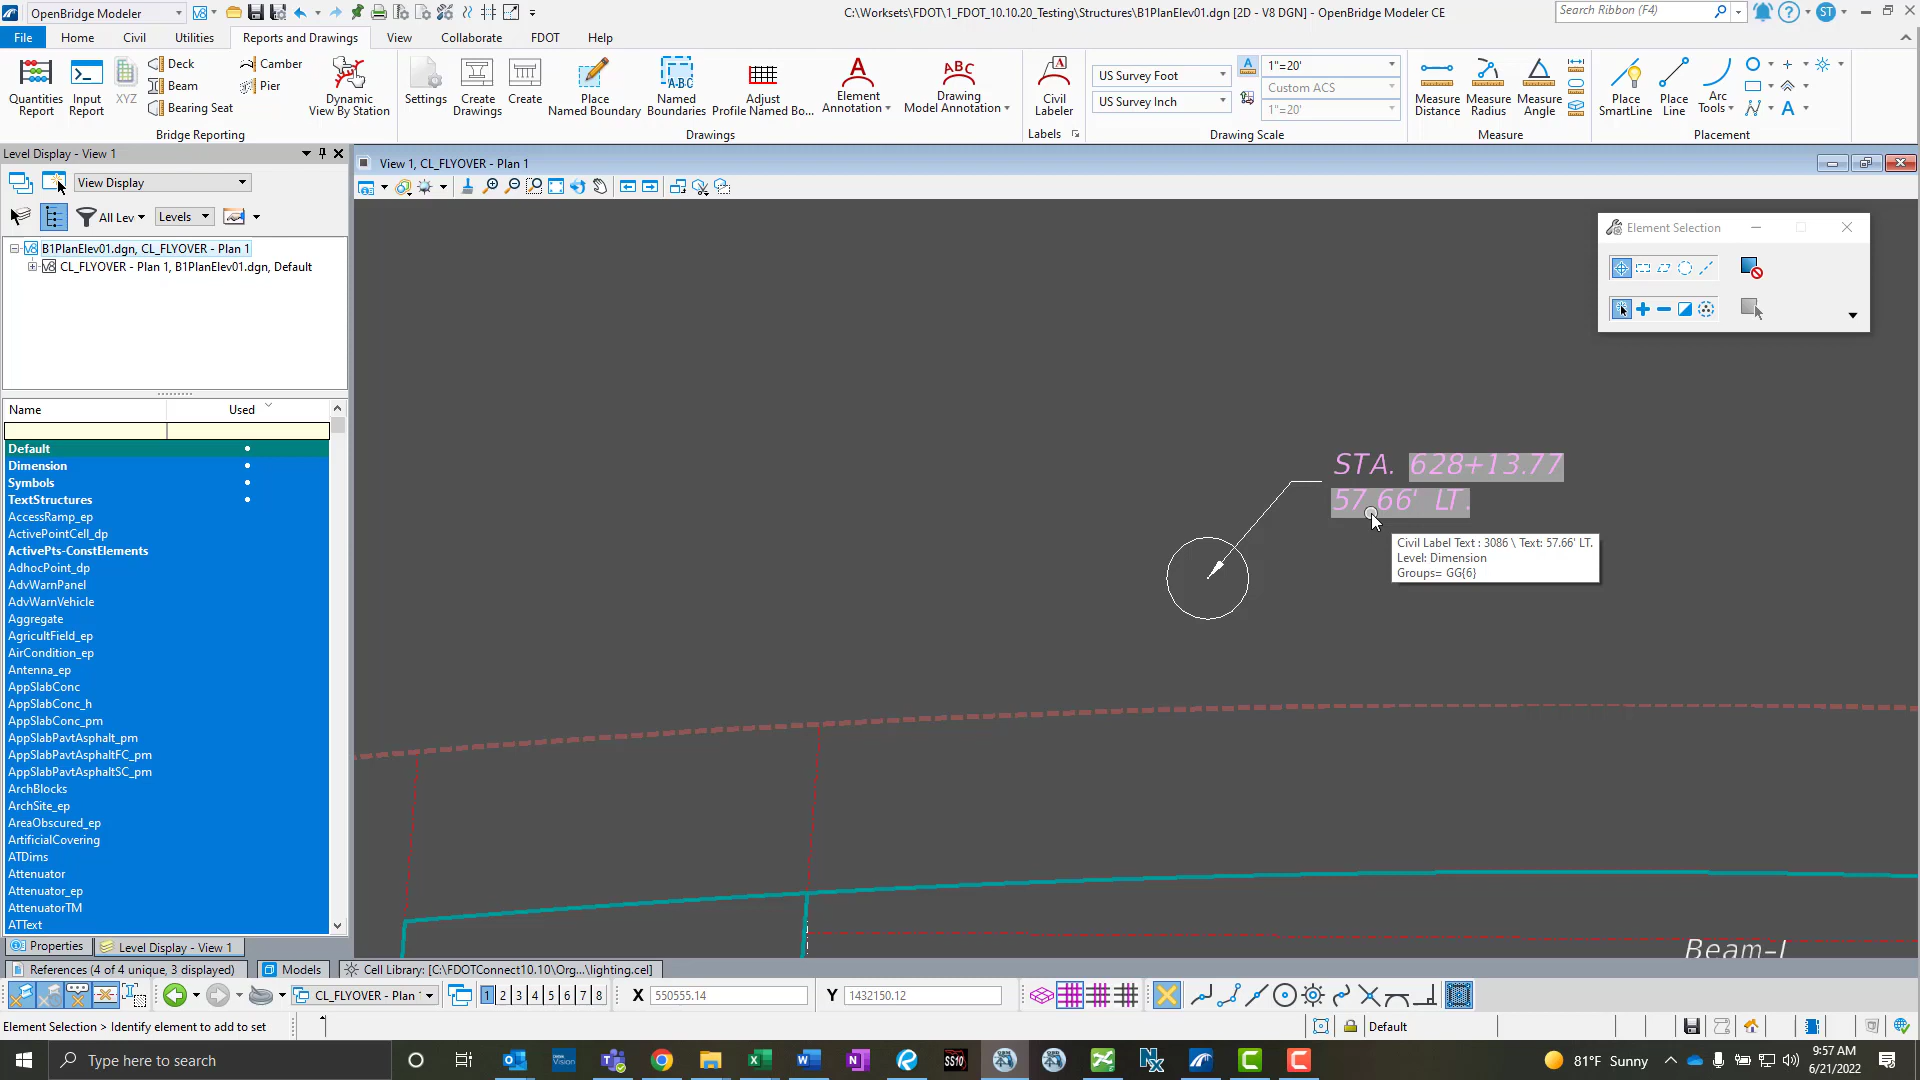 OpenBridge Modeler
C:\Worksets\FDOT\1_FDOT_10.10.20_Testing\Structures\B1PlanElev01.dgn [2D - V8 DGN] - OpenBridge Modeler CE
Search Ribbon (F4)
ST
File
Home
Civil
Utilities
Reports and Drawings
View
Collaborate
FDOT
Help
Quantities Report
Input Report
XYZ
Deck
Beam
Bearing Seat
Camber
Pier
Dynamic View By Station
Bridge Reporting
Settings
Create Drawings
Create
Place Named Boundary
Named Boundaries
Adjust Profile Named Bo...
Element Annotation
Drawing Model Annotation
Drawings
Civil Labeler
Labels
US Survey Foot
US Survey Inch
1"=20'
Custom ACS
1"=20'
Drawing Scale
Measure Distance
Measure Radius
Measure Angle
Measure
Place SmartLine
Place Line
Arc Tools
Placement
Level Display - View 1
View Display
All Lev
Levels
B1PlanElev01.dgn, CL_FLYOVER - Plan 1
CL_FLYOVER - Plan 1, B1PlanElev01.dgn, Default
Name Used
Default
Dimension
Symbols
TextStructures
AccessRamp_ep
ActivePointCell_dp
ActivePts-ConstElements
AdhocPoint_dp
AdvWarnPanel
AdvWarnVehicle
Aggregate
AgricultField_ep
AirCondition_ep
Antenna_ep
AppSlabConc
AppSlabConc_h
AppSlabConc_pm
AppSlabPavtAsphalt_pm
AppSlabPavtAsphaltFC_pm
AppSlabPavtAsphaltSC_pm
ArchBlocks
ArchSite_ep
AreaObscured_ep
ArtificialCovering
ATDims
Attenuator
Attenuator_ep
AttenuatorTM
ATText
Properties
Level Display - View 1
View 1, CL_FLYOVER - Plan 1
Element Selection
STA. 628+13.77
57.66' LT.
Civil Label Text : 3086 \ Text: 57.66' LT.
Level: Dimension
Groups= GG{6}
Beam-1
References (4 of 4 unique, 3 displayed)
Models
Cell Library: [C:\FDOTConnect10.10\Org...\lighting.cel]
CL_FLYOVER - Plan
1 2 3 4 5 6 7 8
X 550555.14
Y 1432150.12
Element Selection > Identify element to add to set
Default
Type here to search
SS10
81°F Sunny
9:57 AM
6/21/2022